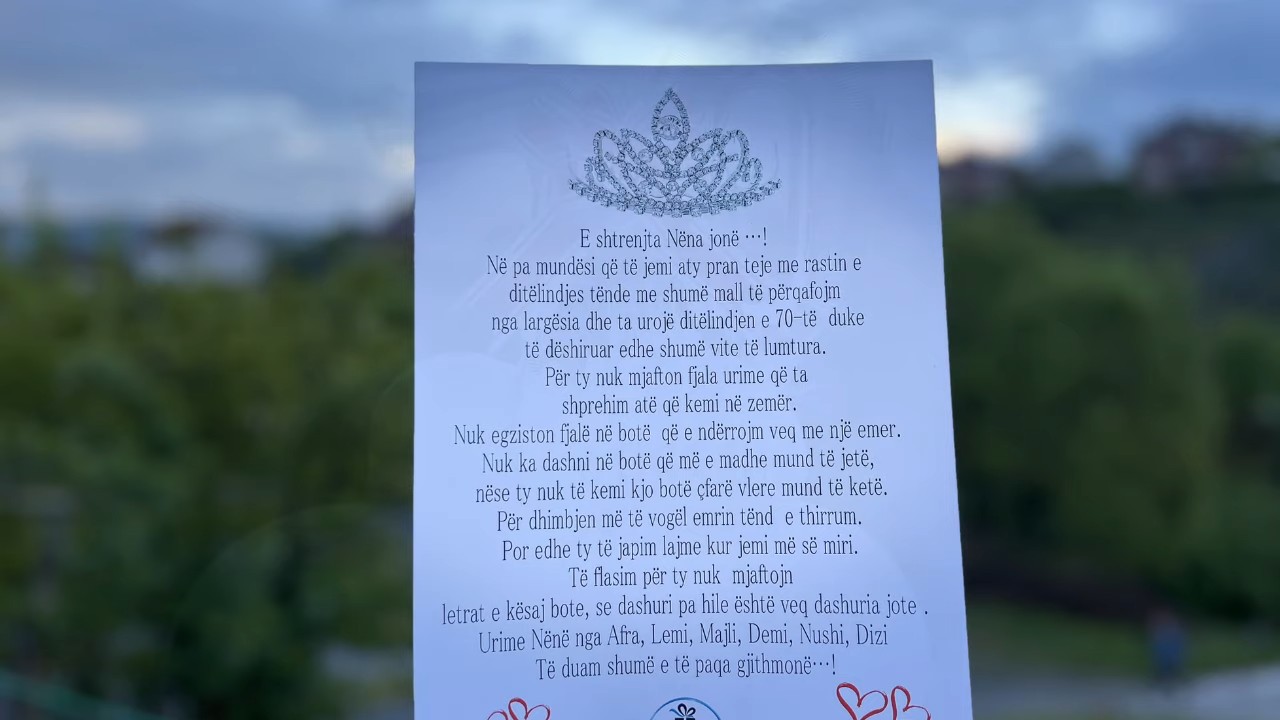 E shtrenjta Nëna jonë ...!
Në pa mundësi që të jemi aty pran teje me rastin e
ditëlindjes tënde me shumë mall të përqafojm
nga largësia dhe ta urojë ditëlindjen e 70-të duke
të dëshiruar edhe shumë vite të lumtura.
Për ty nuk mjafton fjala urime që ta
shprehim atë që kemi në zemër.
Nuk egziston fjalë në botë që e ndërrojm veq me një emer.
Nuk ka dashni në botë që më e madhe mund të jetë,
nëse ty nuk të kemi kjo botë çfarë vlere mund të ketë.
Për dhimbjen më të vogël emrin tënd e thirrum.
Por edhe ty të japim lajme kur jemi më së miri.
Të flasim për ty nuk mjaftojn
letrat e kësaj bote, se dashuri pa hile është veq dashuria jote .
Urime Nënë nga Afra, Lemi, Majli, Demi, Nushi, Dizi
Të duam shumë e të paqa gjithmonë...!